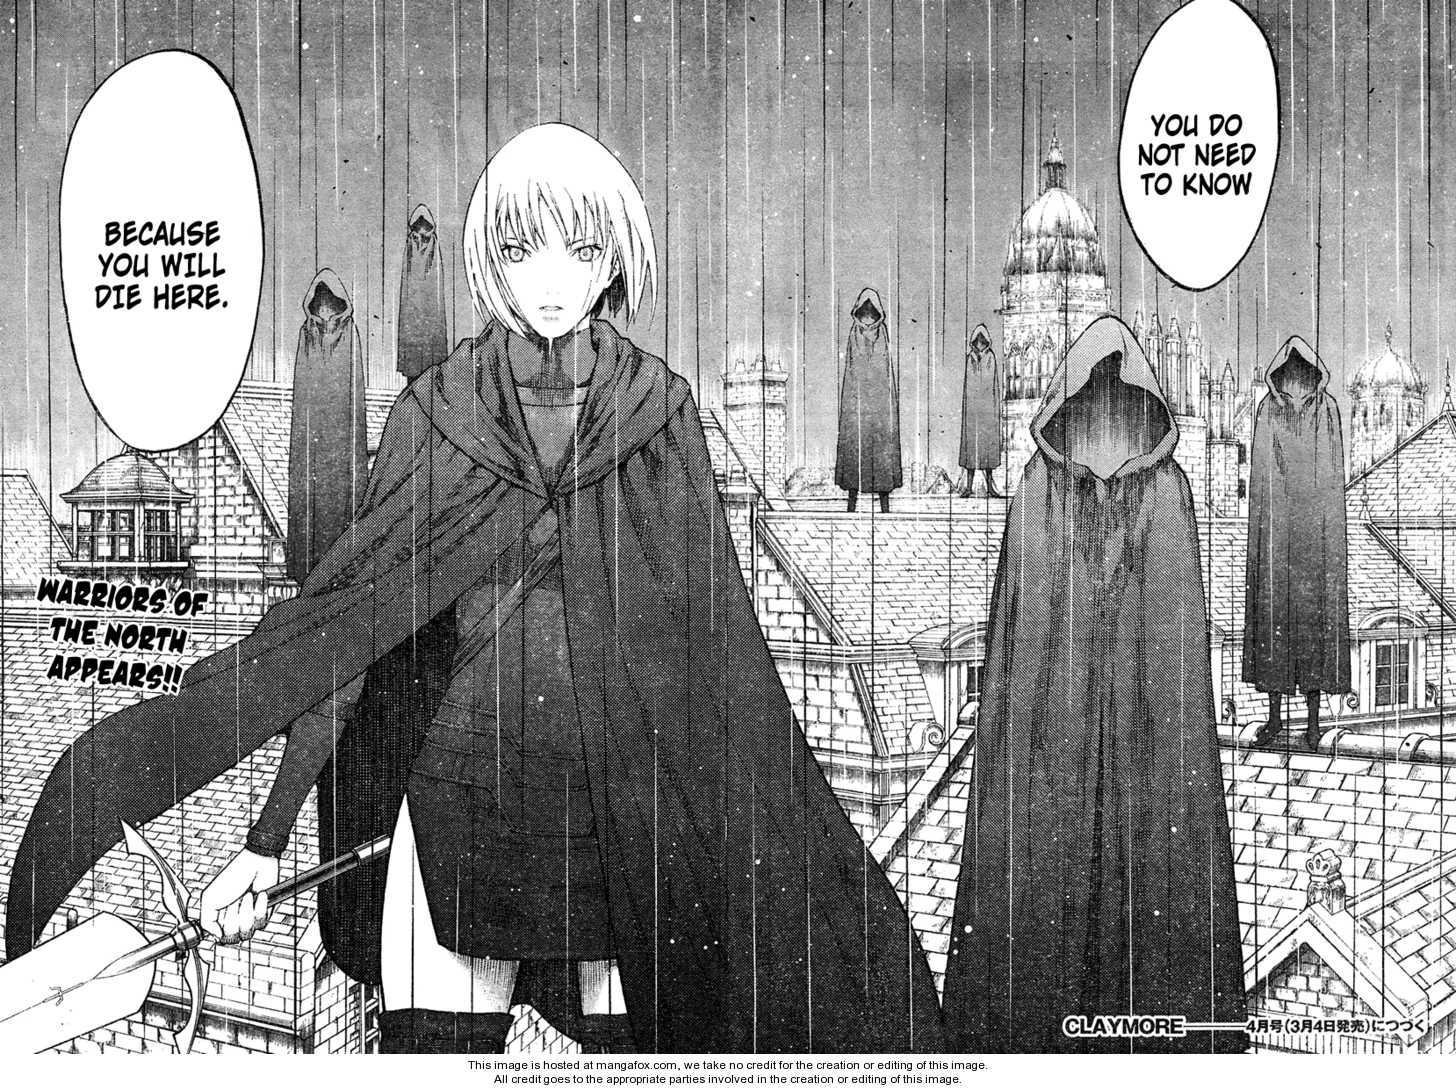 YOU DO
NOT NEED
TO KNOW
BECAUSE
YOU WILL
DIE HERE.
WARRIORS OF
THE NORTH
APPEARS!!
CLAYMORE———4月号(3月4日発売)につづく
This image is hosted at mangafox.com, we take no credit for the creation or editing of this image.
All credit goes to the appropriate parties involved in the creation or editing of this image.